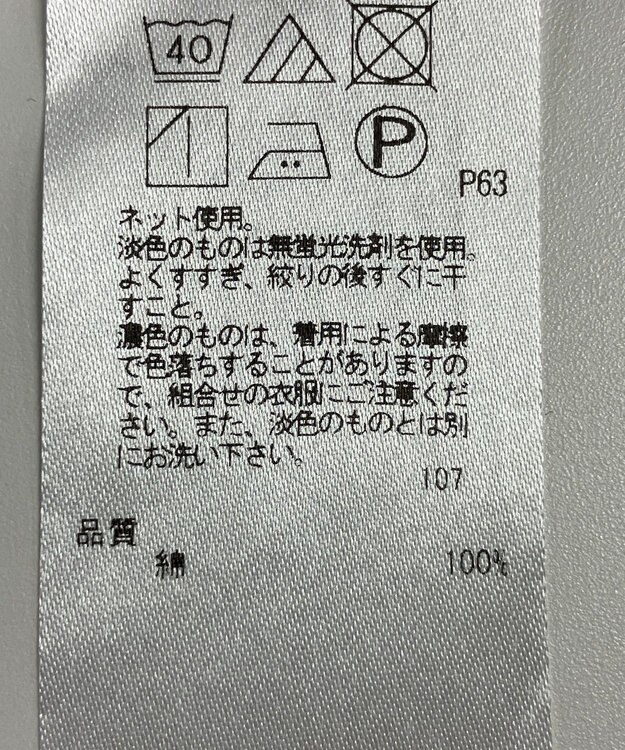 40
P
P63
ネット使用。
淡色のものは無蛍光洗剤を使用。
よくすすぎ、絞りの後すぐに干
すこと。
濃色のものは、着用による摩擦
で色落ちすることがありますの
で、組合せの衣服にご注意くだ
さい。また、淡色のものとは別
にお洗い下さい。
107
品質
綿 100%